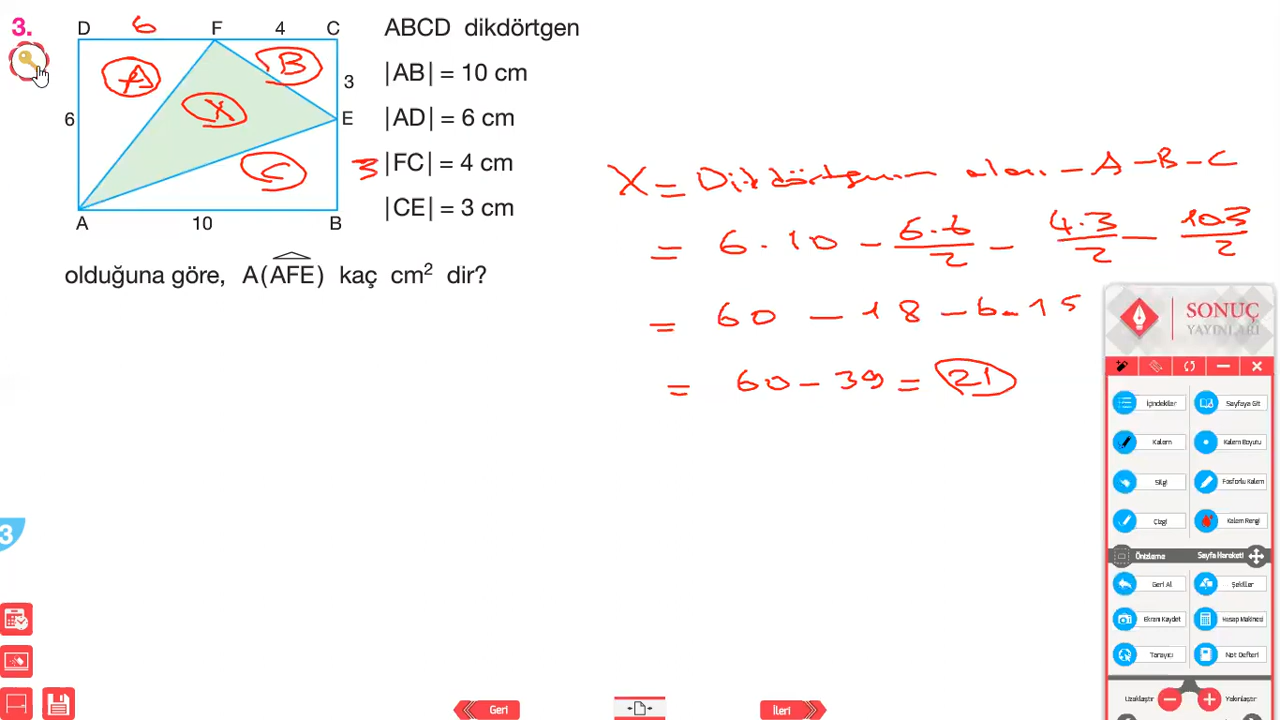 3.
D 6 F 4 C
A
B
X
3
6
E
C
3
A 10 B
ABCD dikdörtgen
|AB| = 10 cm
|AD| = 6 cm
|FC| = 4 cm
|CE| = 3 cm
olduğuna göre, A(AFE) kaç cm² dir?
X = Dikdörtgenin alanı - A - B - C
= 6 . 10 - 6.6/2 - 4.3/2 - 10.3/2
= 60 - 18 - 6 - 15
= 60 - 39 = 21
SONUÇ
YAYINLARI
İçindekiler
Sayfaya Git
Kalem
Kalem Boyutu
Silgi
Fosforlu Kalem
Çizgi
Kalem Rengi
Önizleme
Sayfa Hareketi
Geri Al
Şekiller
Ekran Kaydet
Hesap Makinesi
Tarayıcı
Not Defteri
Uzaklaştır
Yakınlaştır
3
Geri
İleri